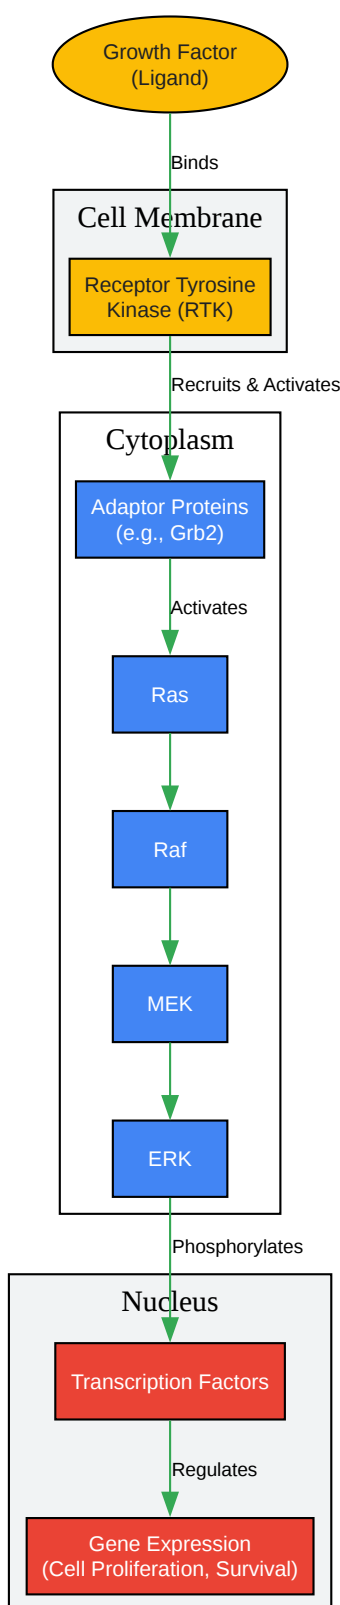 Growth Factor
(Ligand)
Binds
Cell Membrane
Receptor Tyrosine
Kinase (RTK)
Recruits & Activates
Cytoplasm
Adaptor Proteins
(e.g., Grb2)
Activates
Ras
Raf
MEK
ERK
Phosphorylates
Nucleus
Transcription Factors
Regulates
Gene Expression
(Cell Proliferation, Survival)